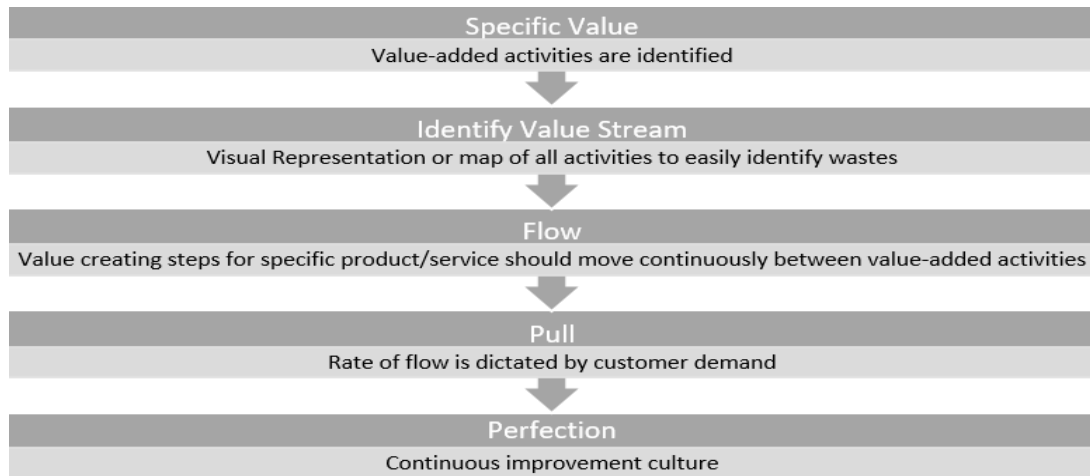 Specific Value
Value-added activities are identified
Identify Value Stream
Visual Representation or map of all activities to easily identify wastes
Flow
Value creating steps for specific product/service should move continuously between value-added activities
Pull
Rate of flow is dictated by customer demand
Perfection
Continuous improvement culture